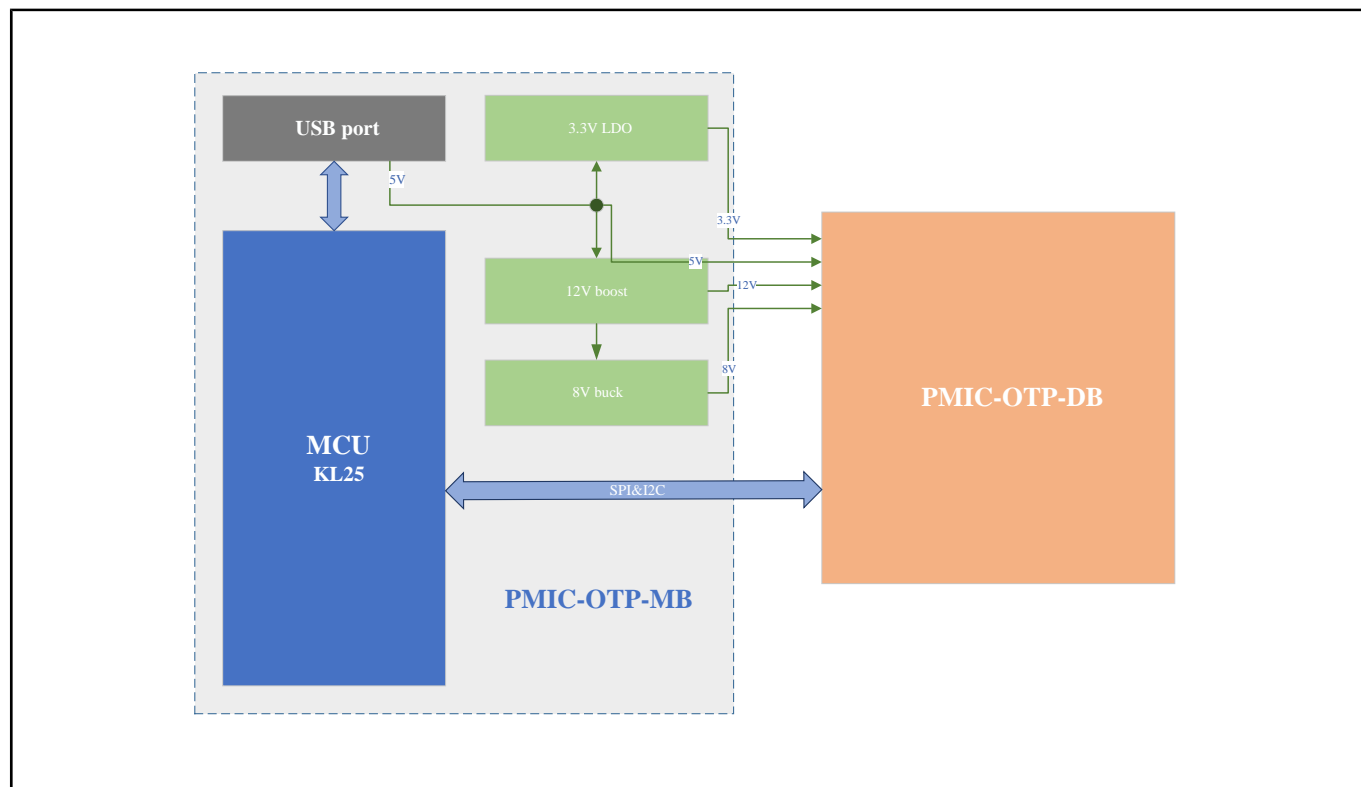 USB port
3.3V LDO
5V
3.3V
5V
12V boost
12V
8V
8V buck
PMIC-OTP-DB
MCU
KL25
SPI&I2C
PMIC-OTP-MB